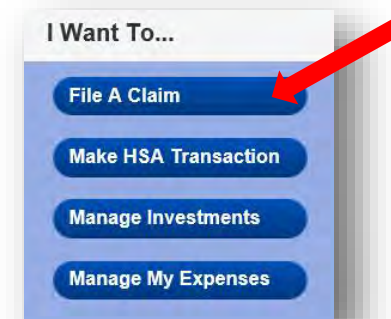 I Want To...
File A Claim
Make HSA Transaction
Manage Investments
Manage My Expenses